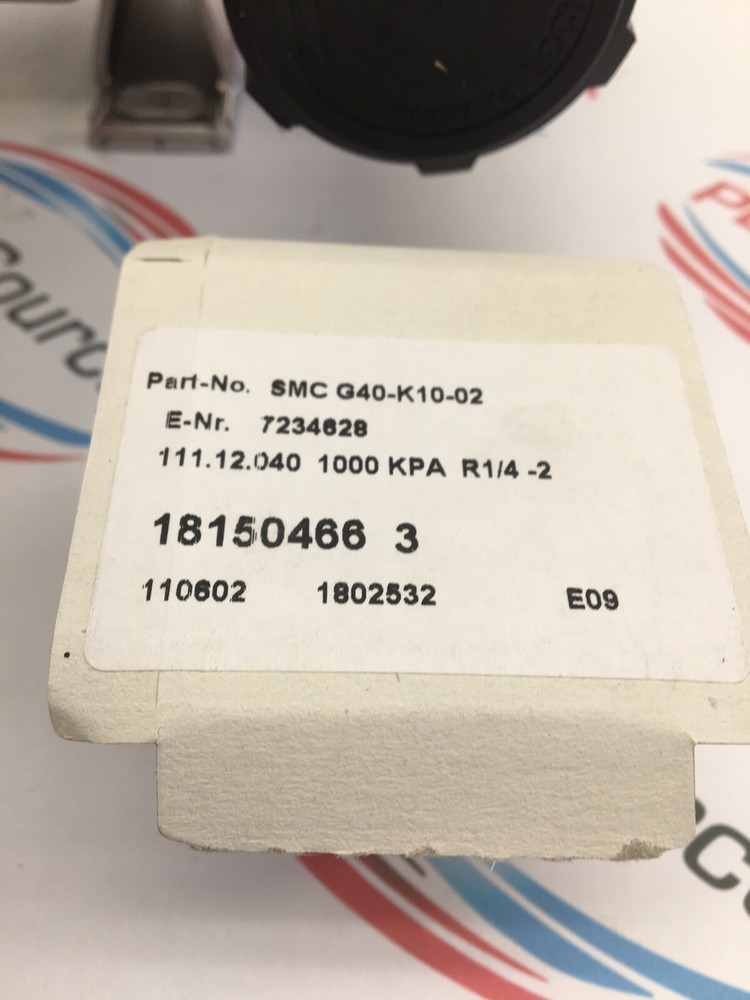 Part-No. SMC G40-K10-02
E-Nr. 7234628
111.12.040 1000 KPA R1/4 -2
18150466 3
110602 1802532 E09